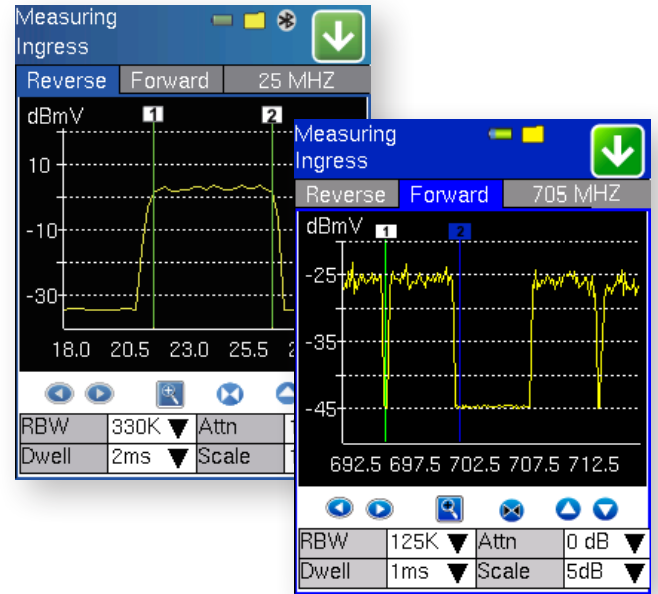 Measuring
Ingress
Reverse Forward 25 MHZ
dBmV 1 2
10
-10
-30
18.0 20.5 23.0 25.5
RBW 330K Attn
Dwell 2ms Scale
Measuring
Ingress
Reverse Forward 705 MHZ
dBmV 1 2
-25
-35
-45
692.5 697.5 702.5 707.5 712.5
RBW 125K Attn 0 dB
Dwell 1ms Scale 5dB